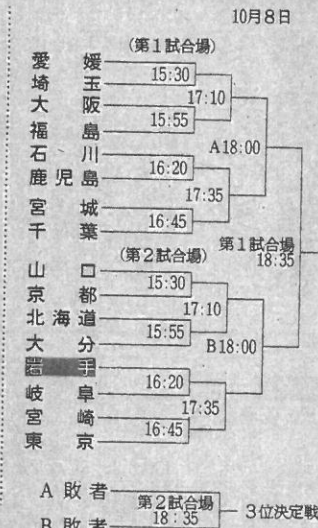 10月8日
(第1試合場)
愛媛
15:30
埼玉
17:10
大阪
15:55
福島
A18:00
石川
16:20
鹿児島
17:35
宮城
16:45
千葉
(第2試合場)
第1試合場
18:35
山口
15:30
京都
17:10
北海道
15:55
大分
B18:00
岩手
16:20
岐阜
17:35
宮崎
16:45
東京
A敗者
第2試合場
18:35
3位決定戦
B敗者